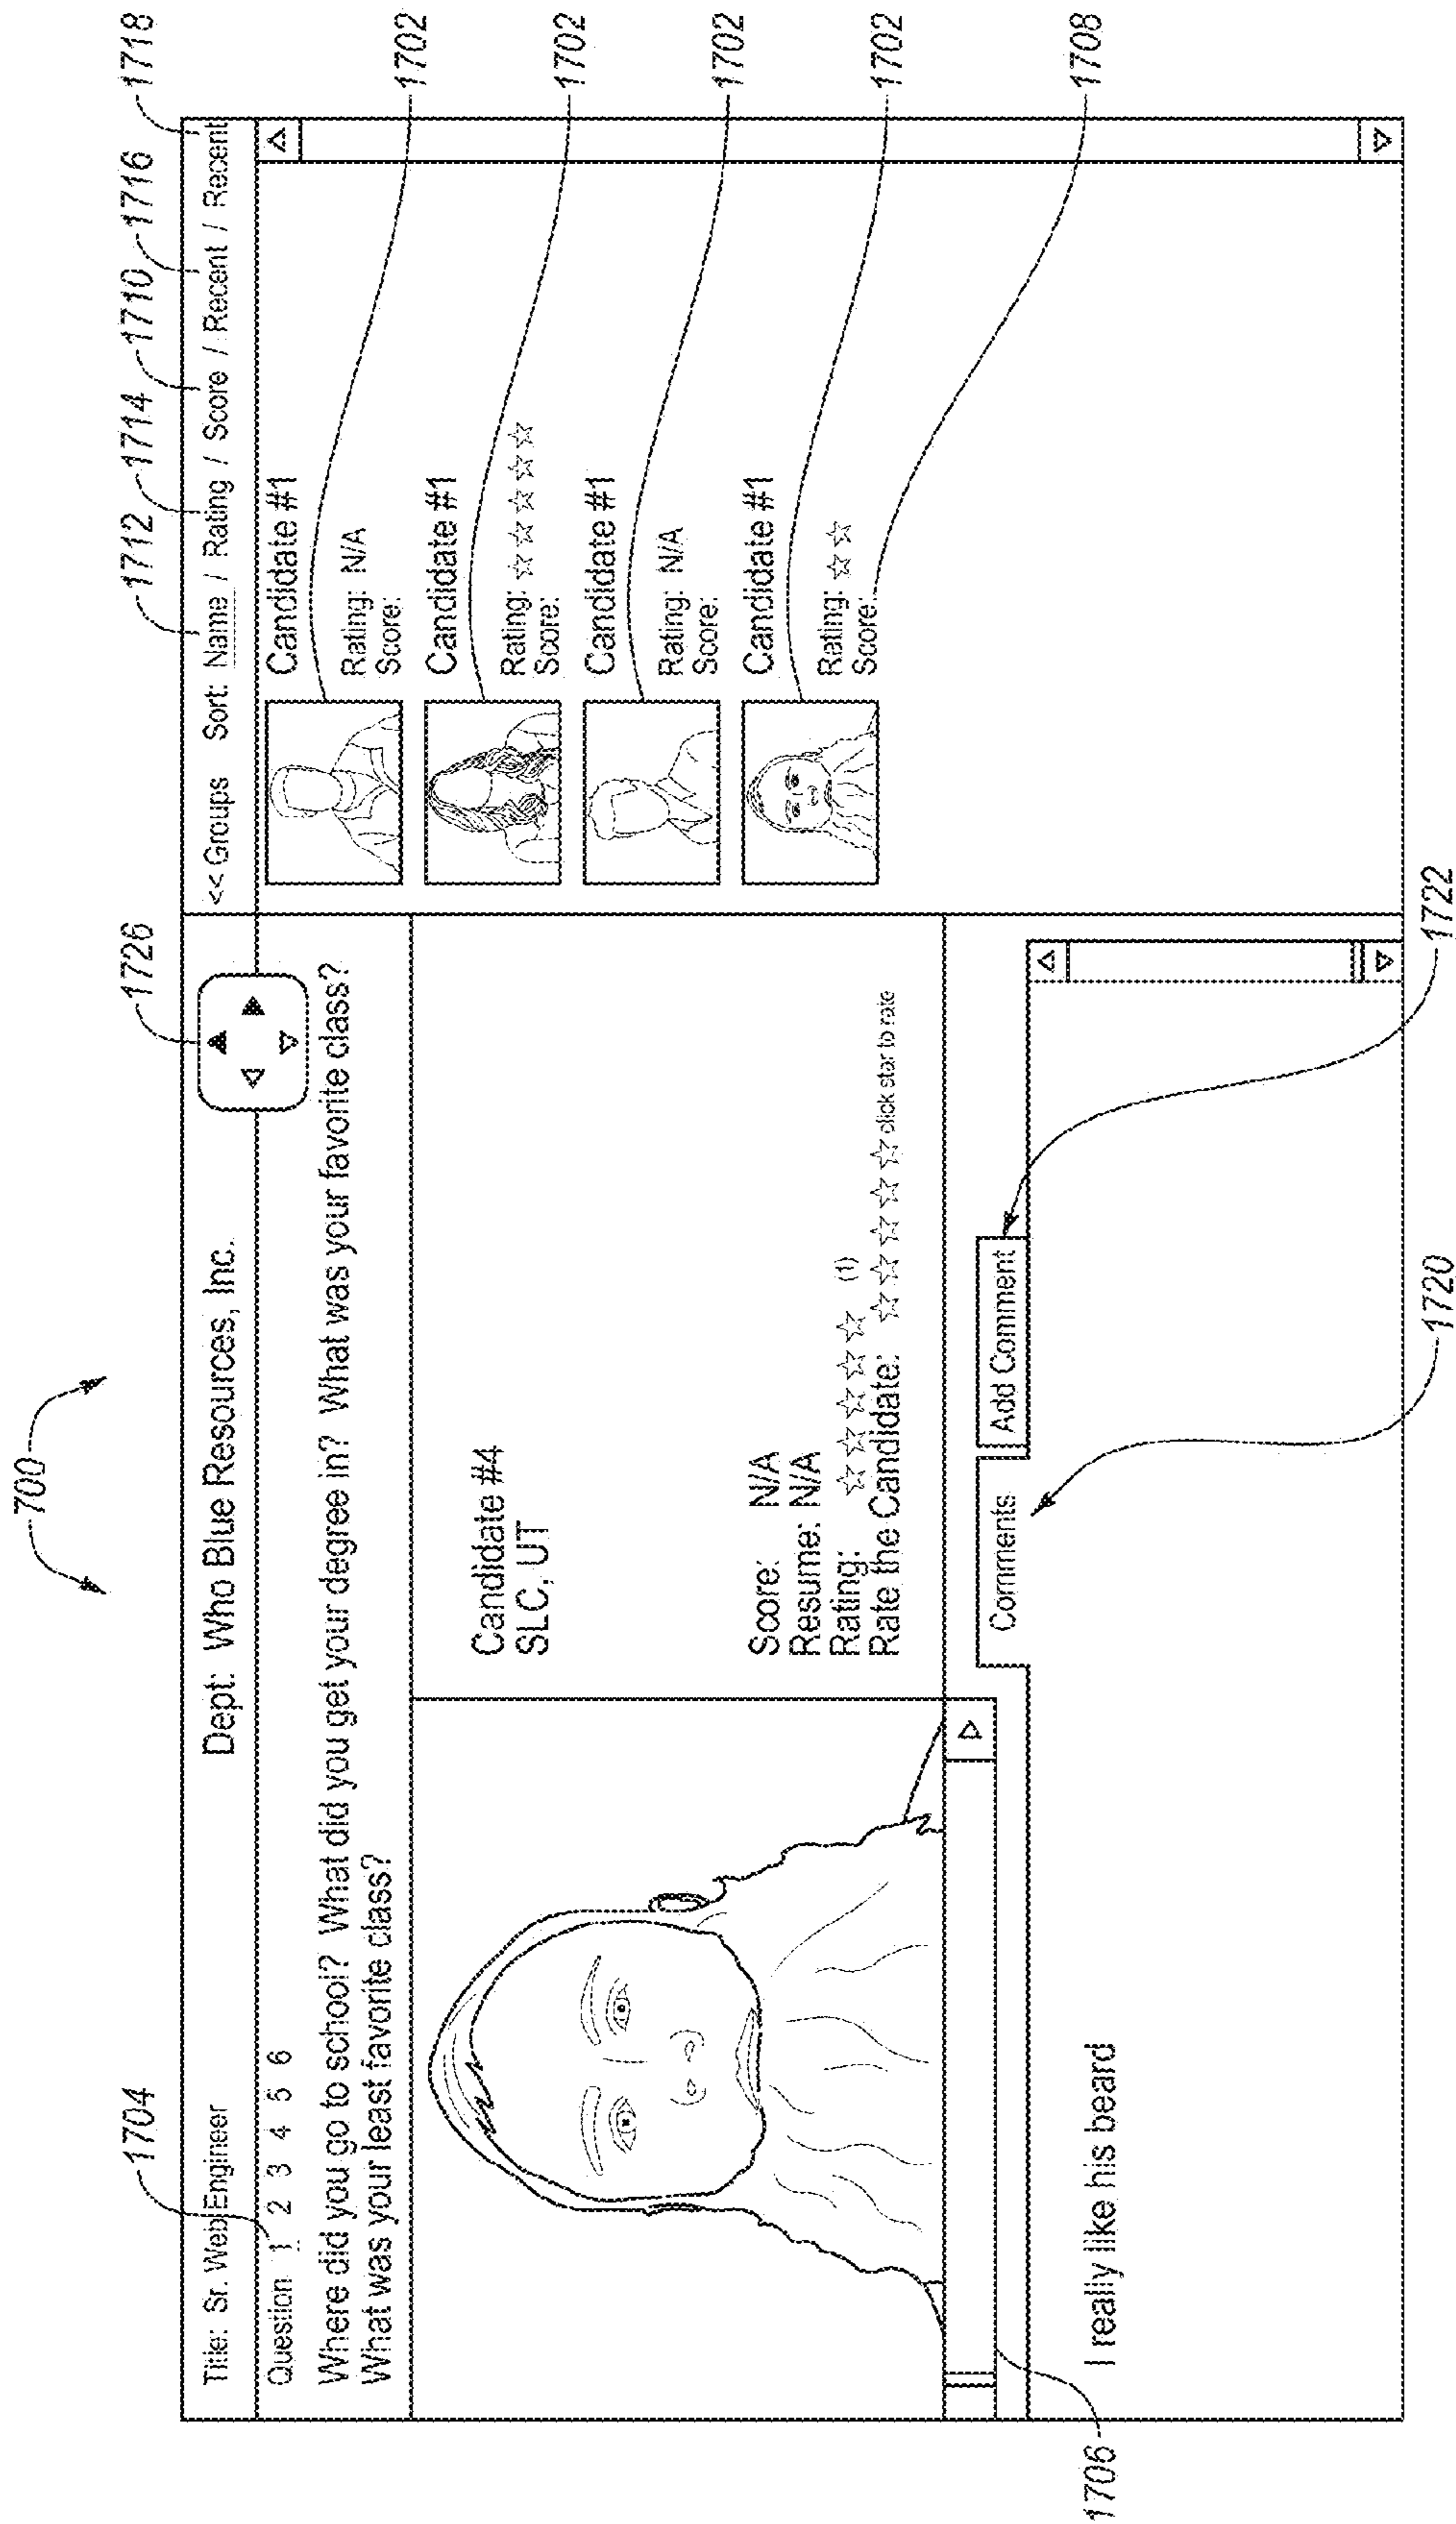 700
1712
1714
1710
1716
1718
1726
1704
Title: Sr. Web Engineer
Dept: Who Blue Resources, Inc.
<< Groups Sort: Name / Rating / Score / Recent / Recent
Question 1 2 3 4 5 6
Where did you go to school? What did you get your degree in? What was your favorite class?
What was your least favorite class?
Candidate #4
SLC, UT
Score: N/A
Resume: N/A
Rating: ☆☆☆☆☆ (1)
Rate the Candidate: ☆☆☆☆☆ click star to rate
Comments
Add Comment
I really like his beard
Candidate #1
Rating: N/A
Score:
Candidate #1
Rating: ☆☆☆☆☆
Score:
Candidate #1
Rating: N/A
Score:
Candidate #1
Rating: ☆☆
Score:
1702
1702
1702
1702
1708
1706
1720
1722